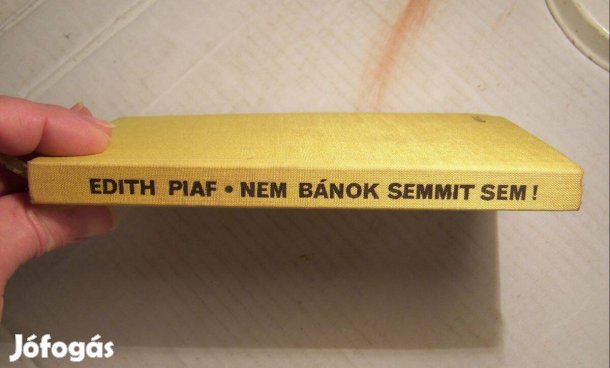 EDITH PIAF • NEM BÁNOK SEMMIT SEM!
Jófogás